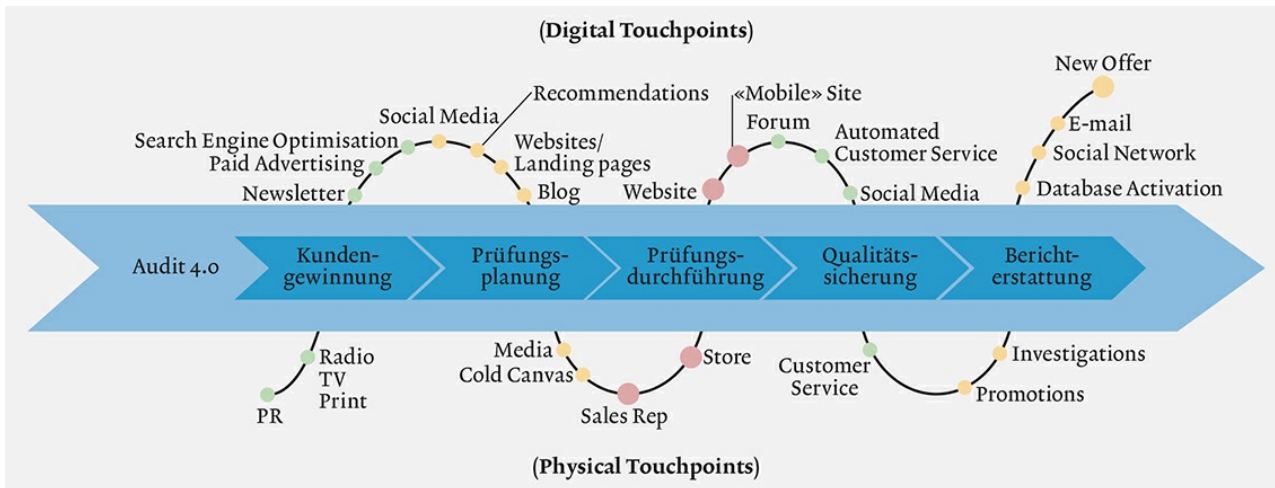 (Digital Touchpoints)
New Offer
Recommendations
«Mobile» Site
Social Media
Forum
E-mail
Search Engine Optimisation
Websites/
Automated
Paid Advertising
Landing pages
Customer Service
Social Network
Newsletter
Blog
Website
Social Media
Database Activation
Audit 4.0
Kunden-
gewinnung
Prüfungs-
planung
Prüfungs-
durchführung
Qualitäts-
sicherung
Bericht-
erstattung
Radio
TV
Print
PR
Media
Cold Canvas
Sales Rep
Store
Customer
Service
Investigations
Promotions
(Physical Touchpoints)